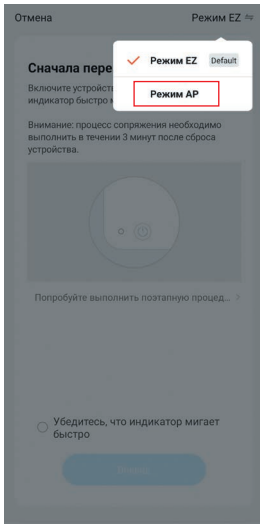 Отмена
Режим EZ
Режим EZ Default
Режим AP
Сначала пере
Включите устройст
индикатор быстро
Внимание: процесс сопряжения необходимо
выполнить в течении 3 минут после сброса
устройства.
Попробуйте выполнить поэтапную процед...
Убедитесь, что индикатор мигает
быстро